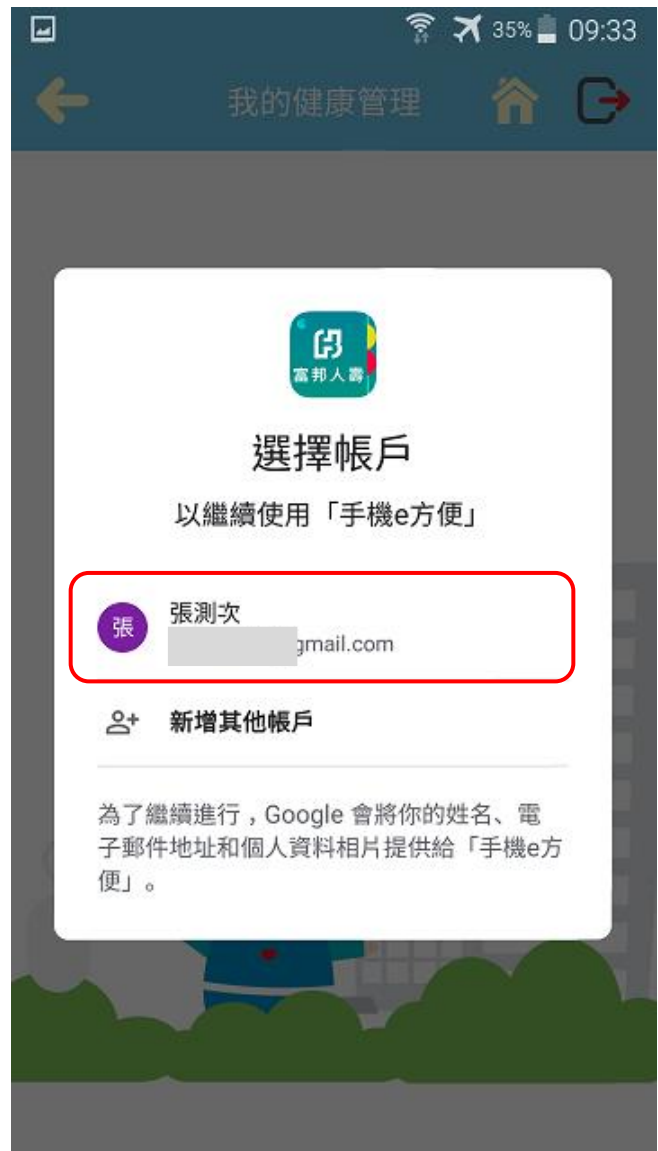 35% 09:33
我的健康管理
富邦人壽
選擇帳戶
以繼續使用「手機e方便」
張
張測次
gmail.com
新增其他帳戶
為了繼續進行，Google 會將你的姓名、電
子郵件地址和個人資料相片提供給「手機e方
便」。